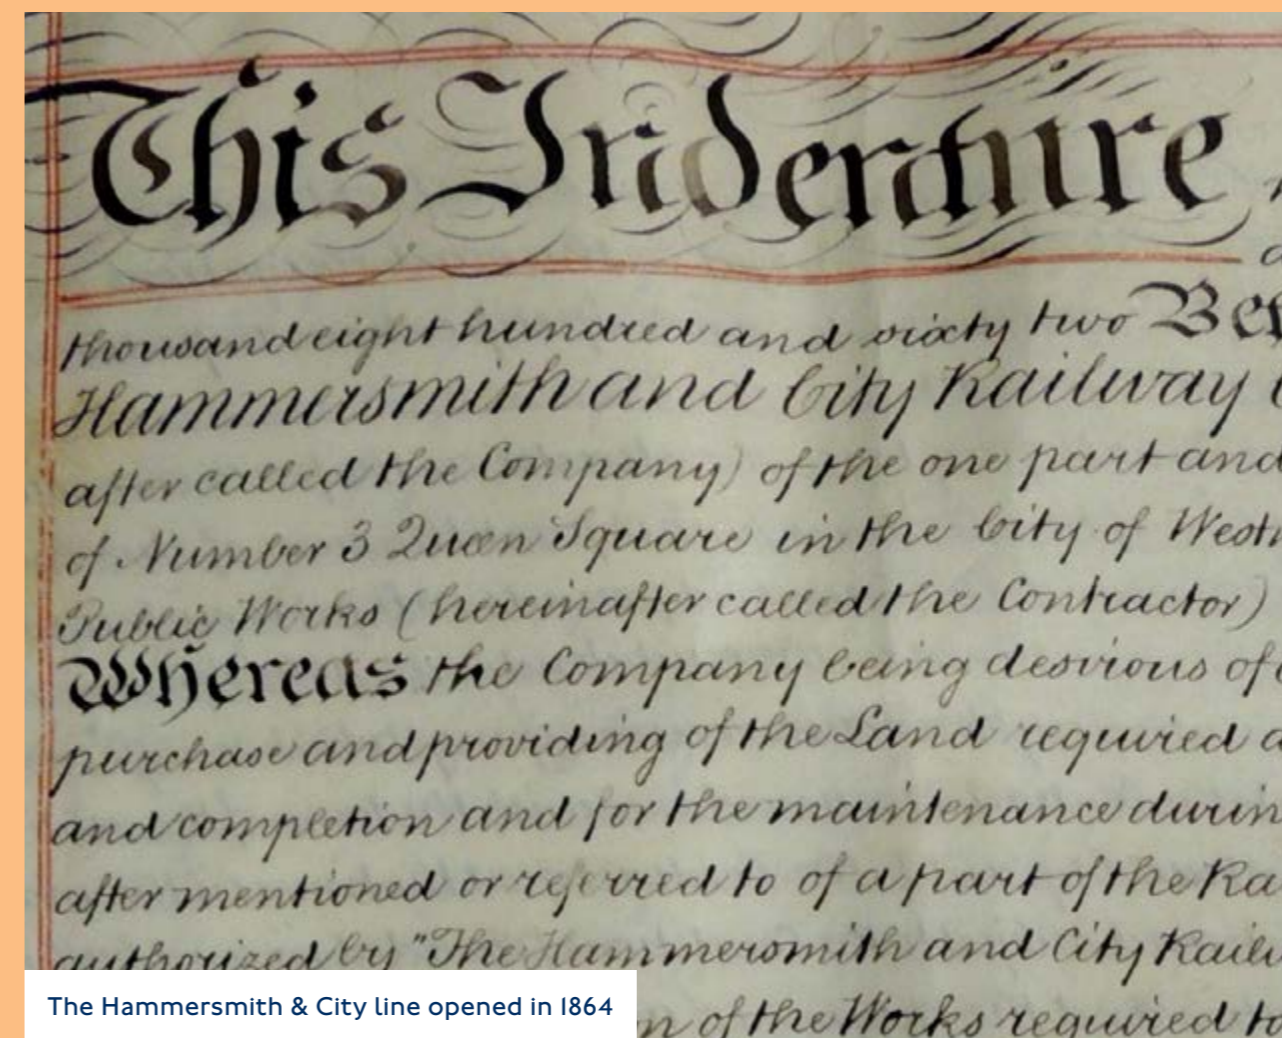 This Indenture
thousand eight hundred and sixty two
Hammersmith and City Railway
after called the Company) of the one part and
of Number 3 Queen Square in the City of
Public Works (hereinafter called the Contractor)
Whereas the Company being desirous of
purchase and providing of the Land required
and completion and for the maintenance
after mentioned or referred to of a part of the
authorized by "The Hammersmith and City
of the Works required to
The Hammersmith & City line opened in 1864